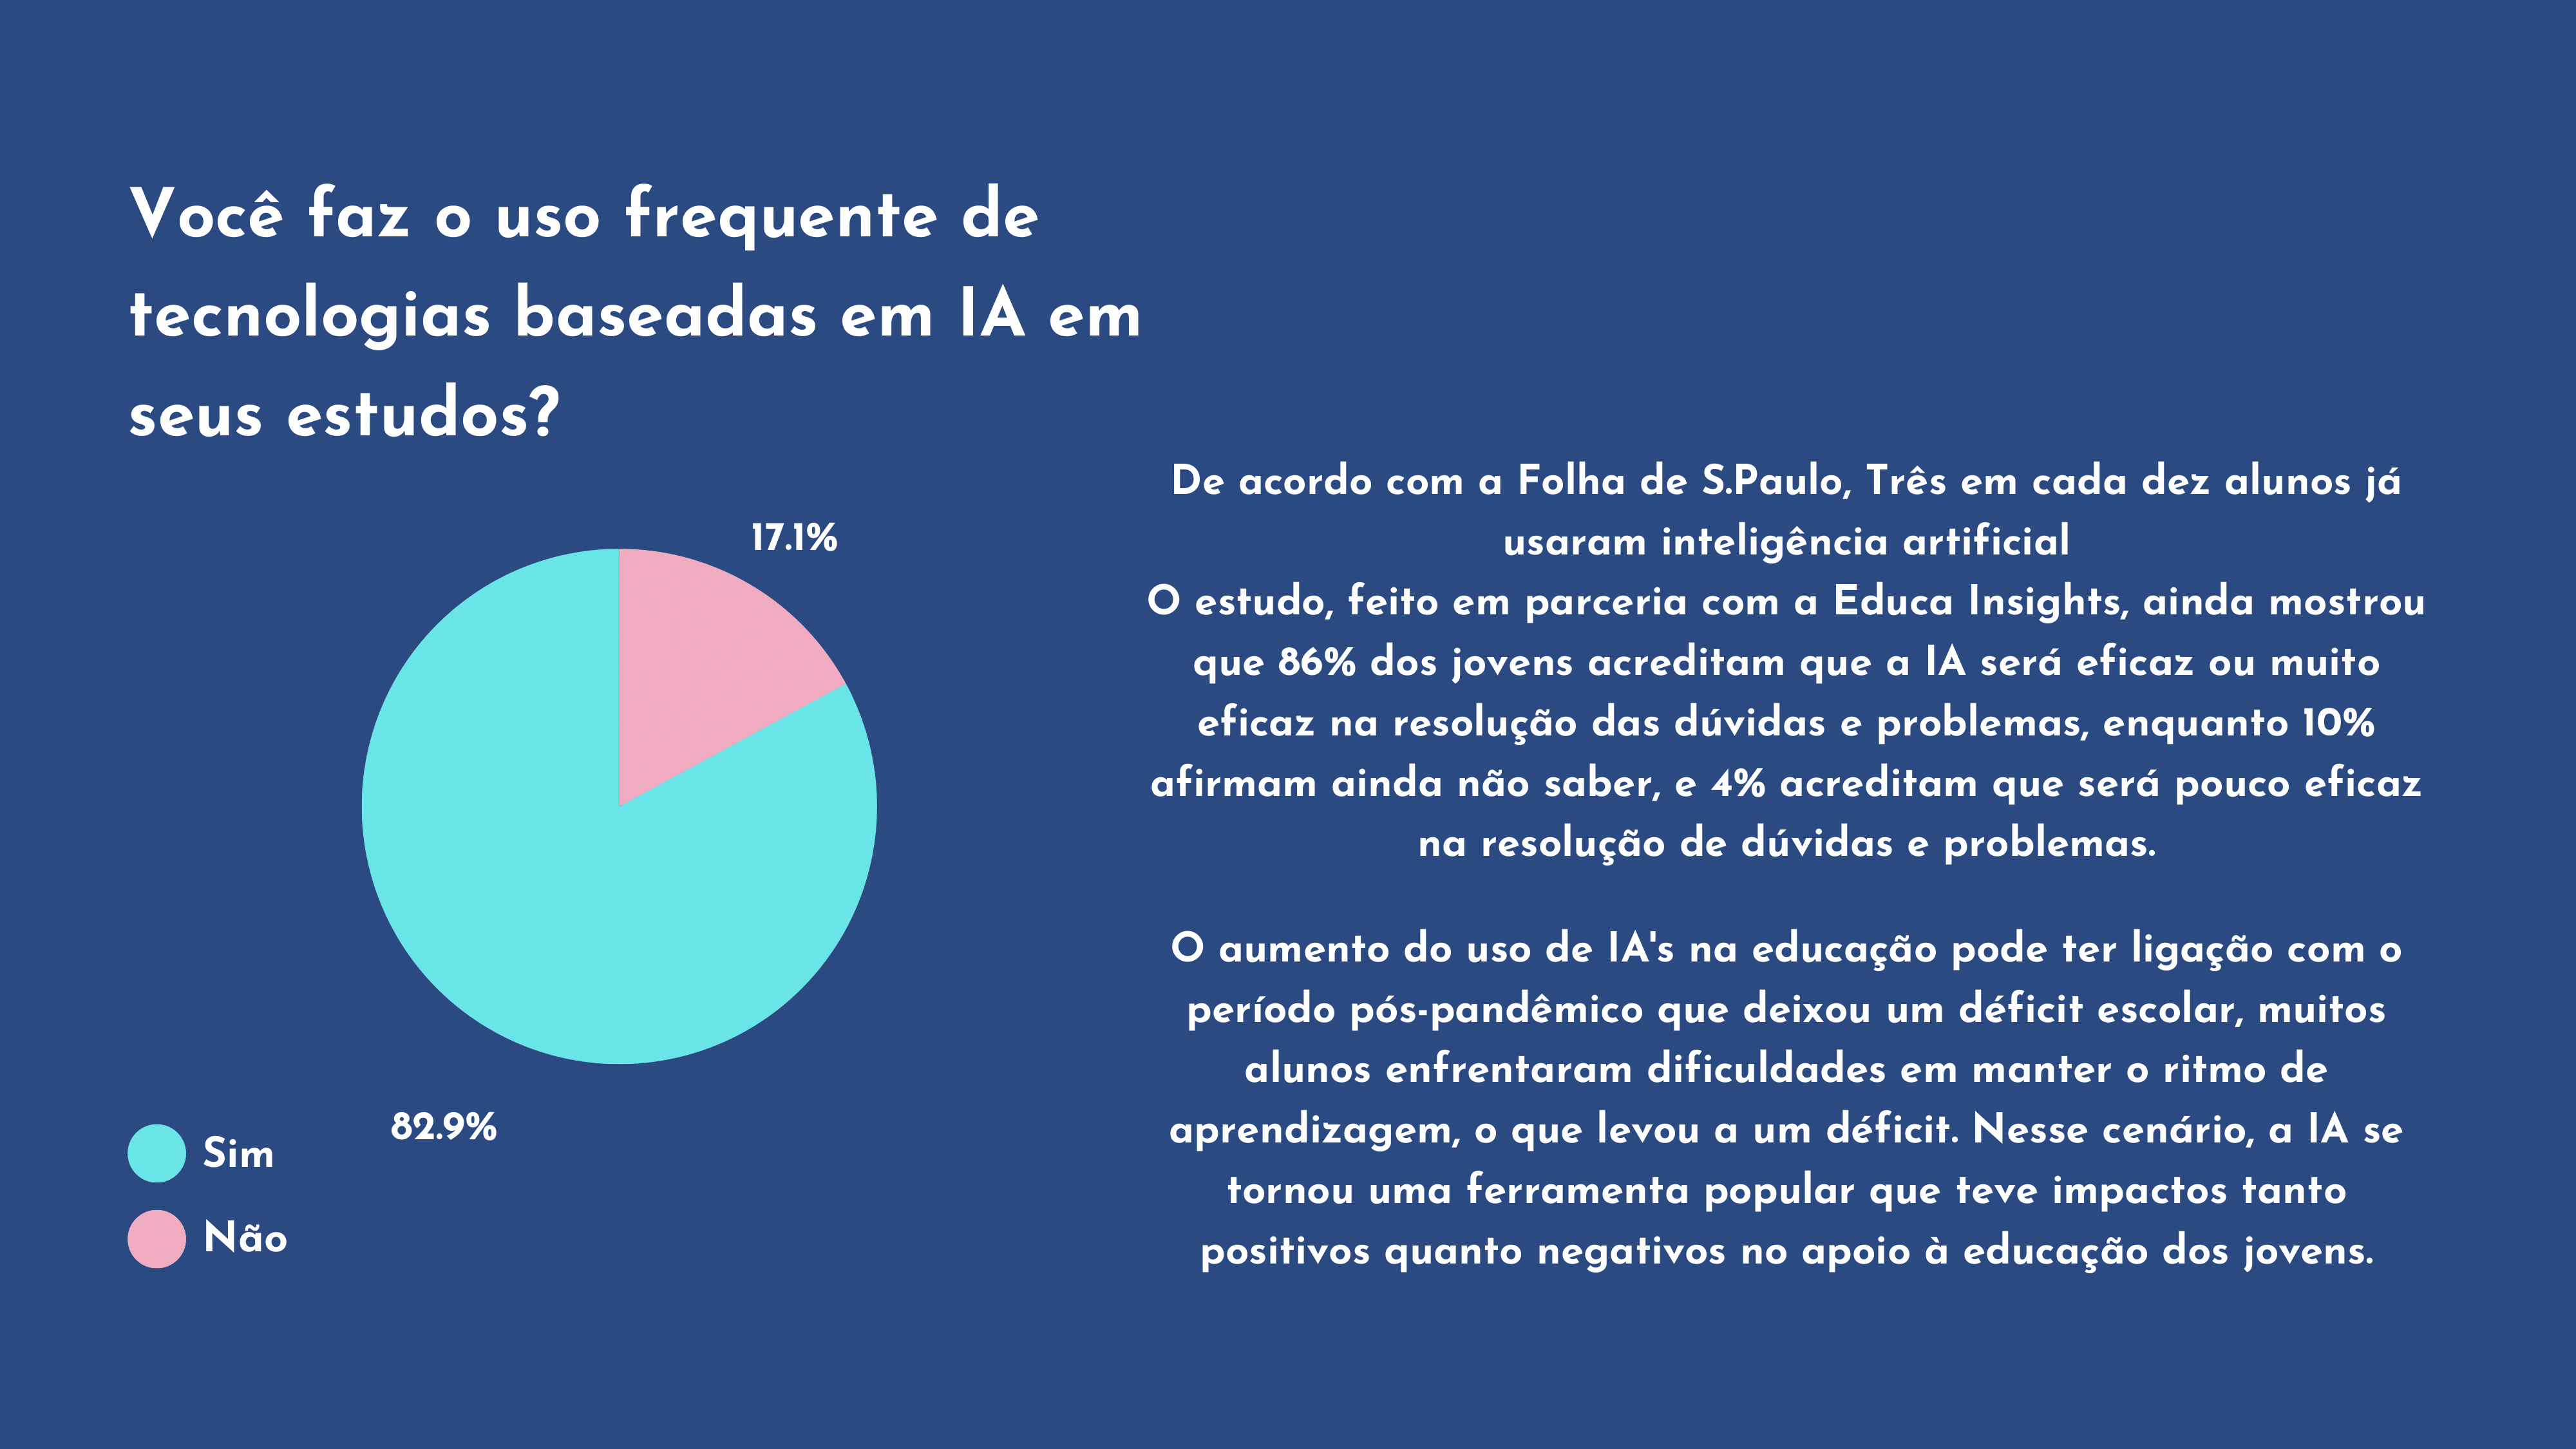 Você faz o uso frequente de
tecnologias baseadas em IA em
seus estudos?
17.1%
82.9%
Sim
Não
De acordo com a Folha de S.Paulo, Três em cada dez alunos já
usaram inteligência artificial
O estudo, feito em parceria com a Educa Insights, ainda mostrou
que 86% dos jovens acreditam que a IA será eficaz ou muito
eficaz na resolução das dúvidas e problemas, enquanto 10%
afirmam ainda não saber, e 4% acreditam que será pouco eficaz
na resolução de dúvidas e problemas.
O aumento do uso de IA's na educação pode ter ligação com o
período pós-pandêmico que deixou um déficit escolar, muitos
alunos enfrentaram dificuldades em manter o ritmo de
aprendizagem, o que levou a um déficit. Nesse cenário, a IA se
tornou uma ferramenta popular que teve impactos tanto
positivos quanto negativos no apoio à educação dos jovens.